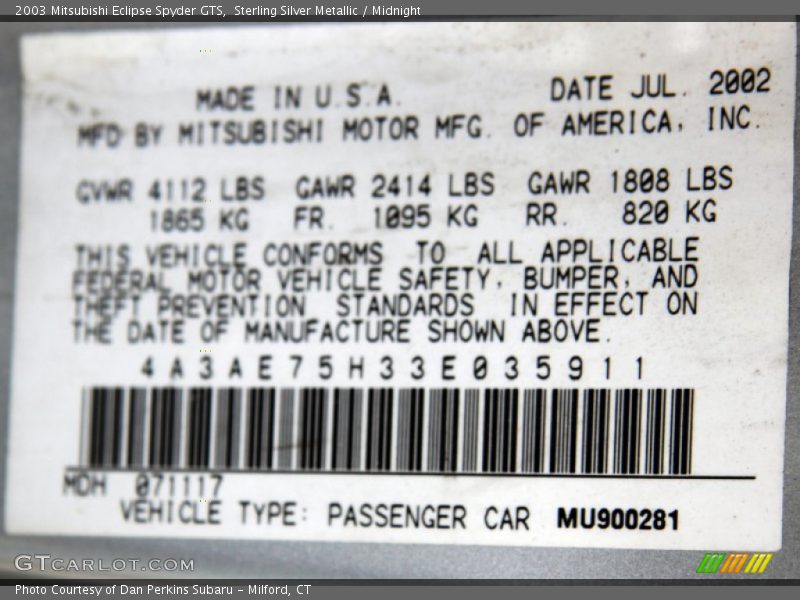 2003 Mitsubishi Eclipse Spyder GTS, Sterling Silver Metallic / Midnight
MADE IN U.S.A. DATE JUL. 2002
MFD BY MITSUBISHI MOTOR MFG. OF AMERICA, INC.
GVWR 4112 LBS GAWR 2414 LBS GAWR 1808 LBS
1865 KG FR. 1095 KG RR. 820 KG
THIS VEHICLE CONFORMS TO ALL APPLICABLE
FEDERAL MOTOR VEHICLE SAFETY, BUMPER, AND
THEFT PREVENTION STANDARDS IN EFFECT ON
THE DATE OF MANUFACTURE SHOWN ABOVE.
4A3AE75H33E035911
MDH 071117
VEHICLE TYPE: PASSENGER CAR MU900281
GTCARLOT.COM
Photo Courtesy of Dan Perkins Subaru - Milford, CT